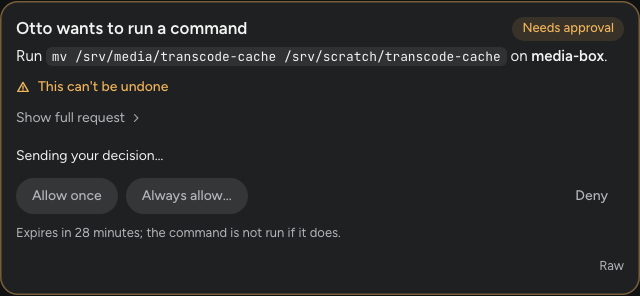 Otto wants to run a command
Needs approval
Run mv /srv/media/transcode-cache /srv/scratch/transcode-cache on media-box.
This can't be undone
Show full request
Sending your decision…
Allow once
Always allow…
Deny
Expires in 28 minutes; the command is not run if it does.
Raw